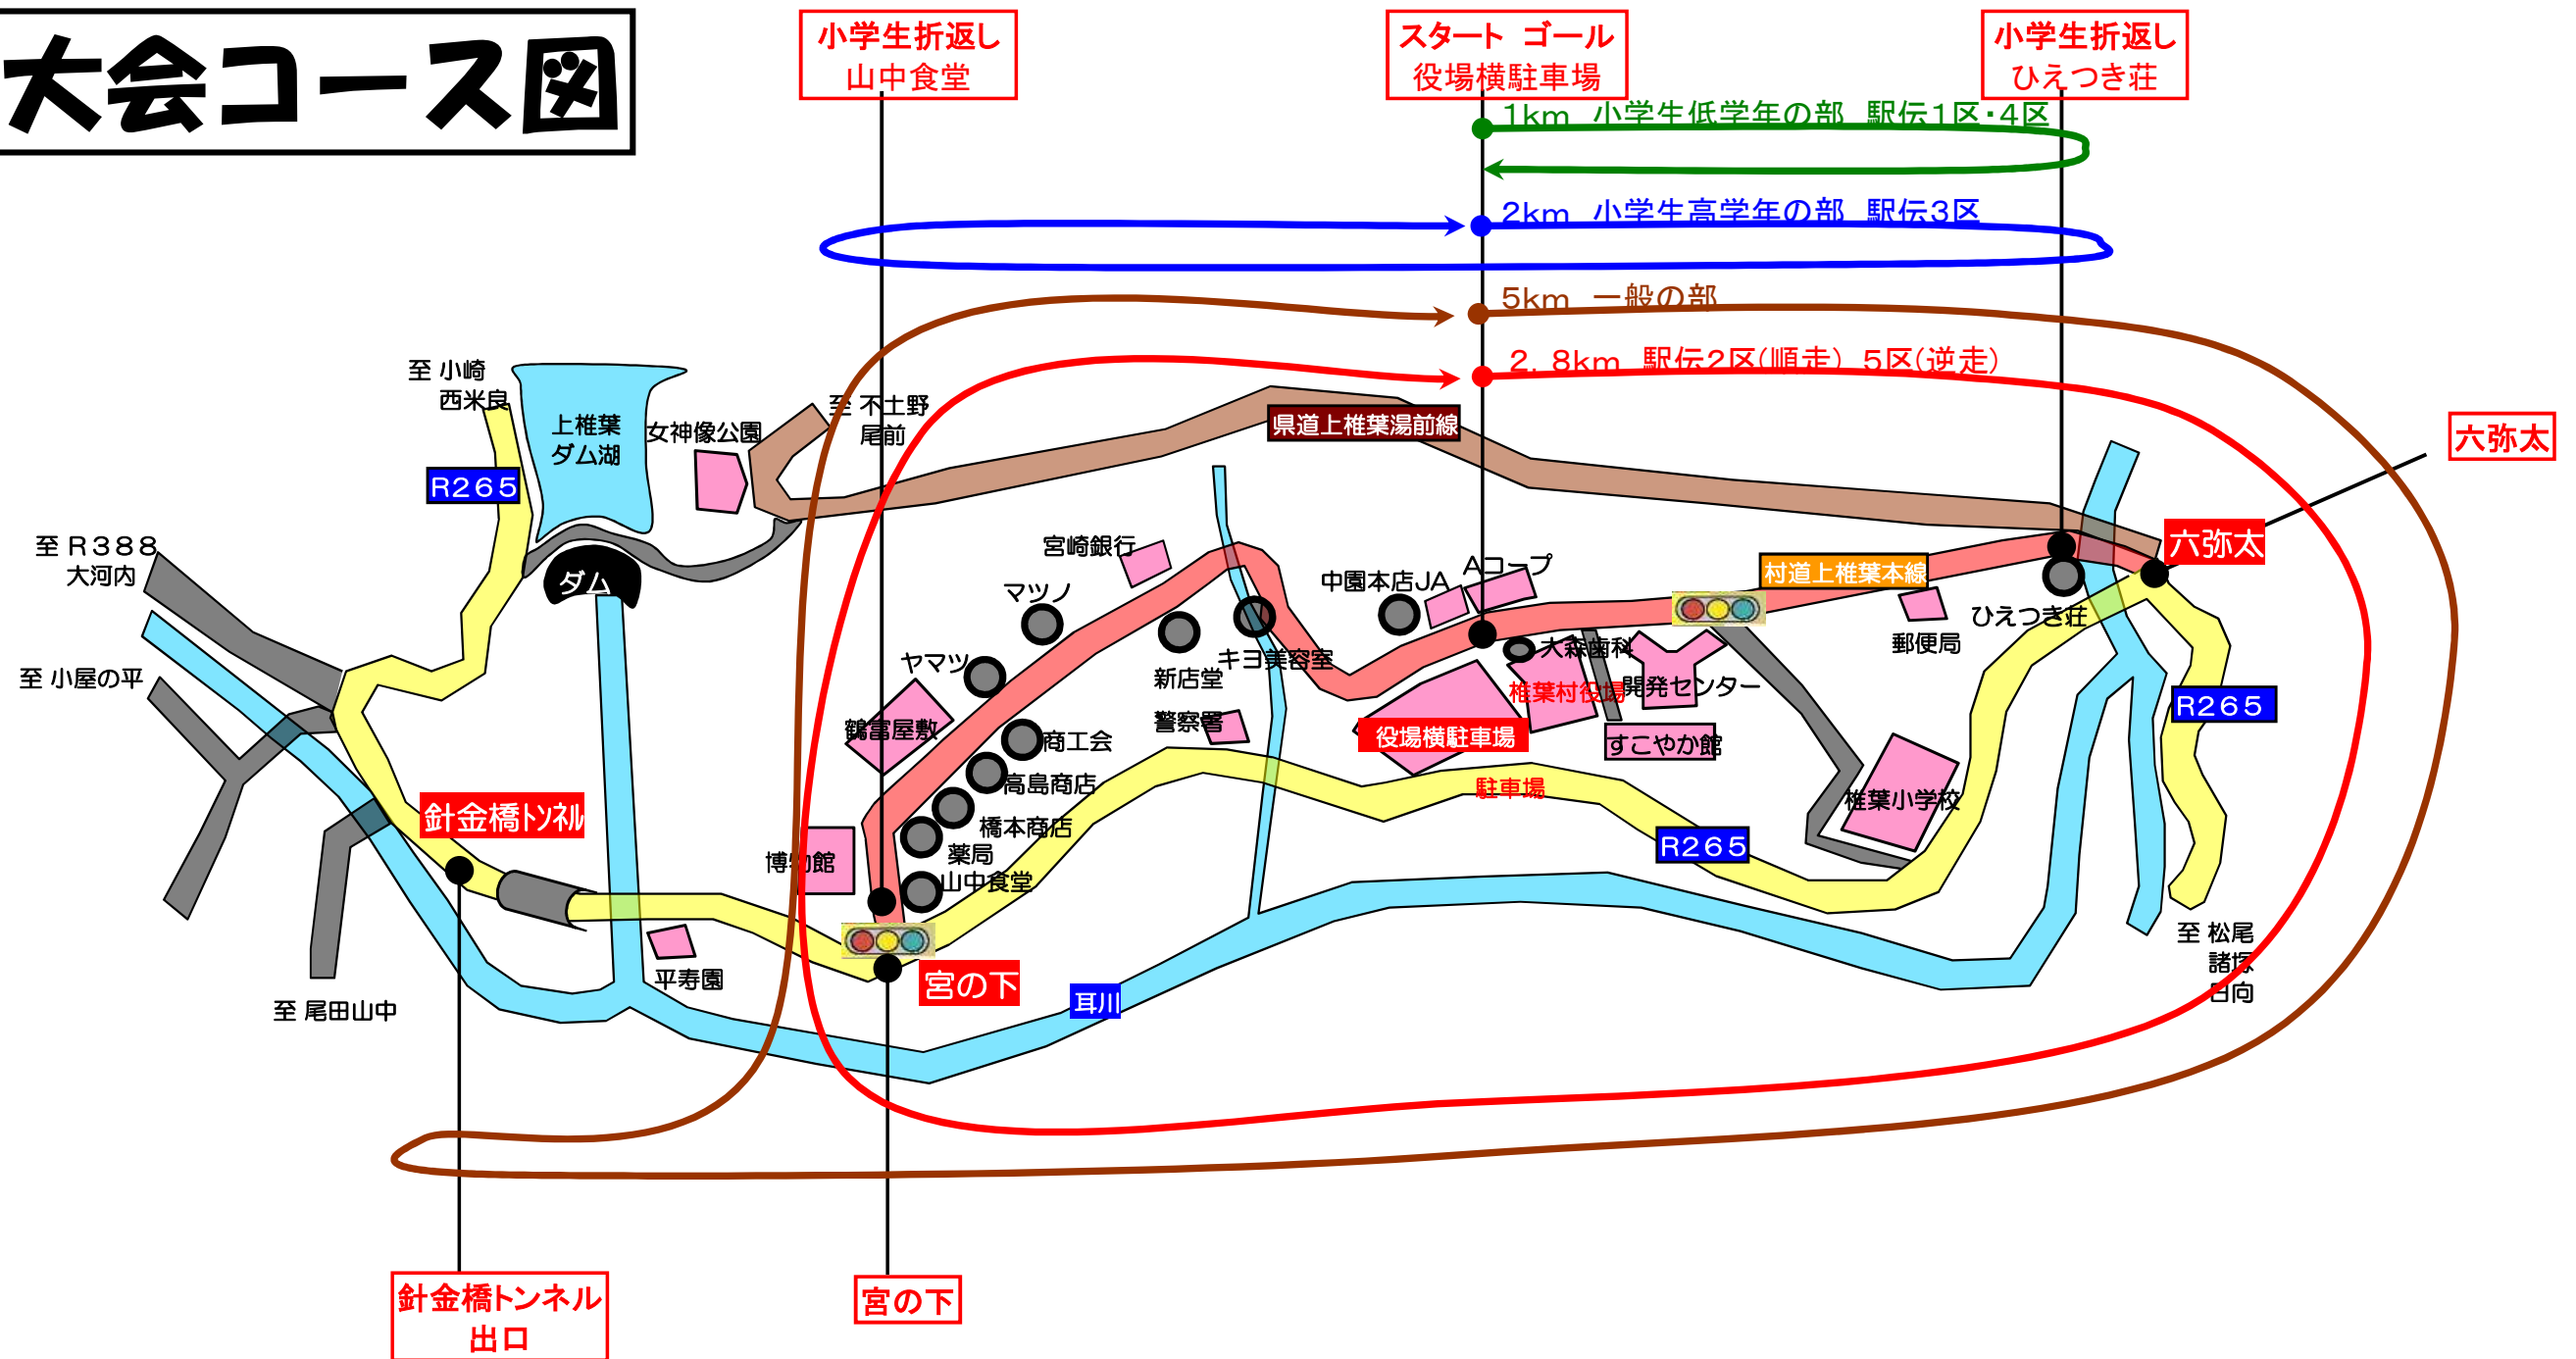 大会コース図
小学生折返し
山中食堂
スタート ゴール
役場横駐車場
小学生折返し
ひえつき荘
1km 小学生低学年の部 駅伝1区・4区
2km 小学生高学年の部 駅伝3区
5km 一般の部
2.8km 駅伝2区(順走) 5区(逆走)
至 小崎
西米良
上椎葉
ダム湖
女神像公園
至 不土野
尾前
県道上椎葉湯前線
六弥太
R265
至 R388
大河内
ダム
宮崎銀行
マツノ
中園本店JA
Aコープ
村道上椎葉本線
六弥太
ひえつき荘
郵便局
至 小屋の平
ヤマツ
新店堂
キヨ美容室
大森歯科
椎葉村役場
開発センター
R265
鶴富屋敷
商工会
警察署
役場横駐車場
すこやか館
高島商店
駐車場
椎葉小学校
針金橋トンネル
橋本商店
R265
博物館
薬局
山中食堂
至 松尾
諸塚
日向
平寿園
宮の下
耳川
至 尾田山中
針金橋トンネル
出口
宮の下